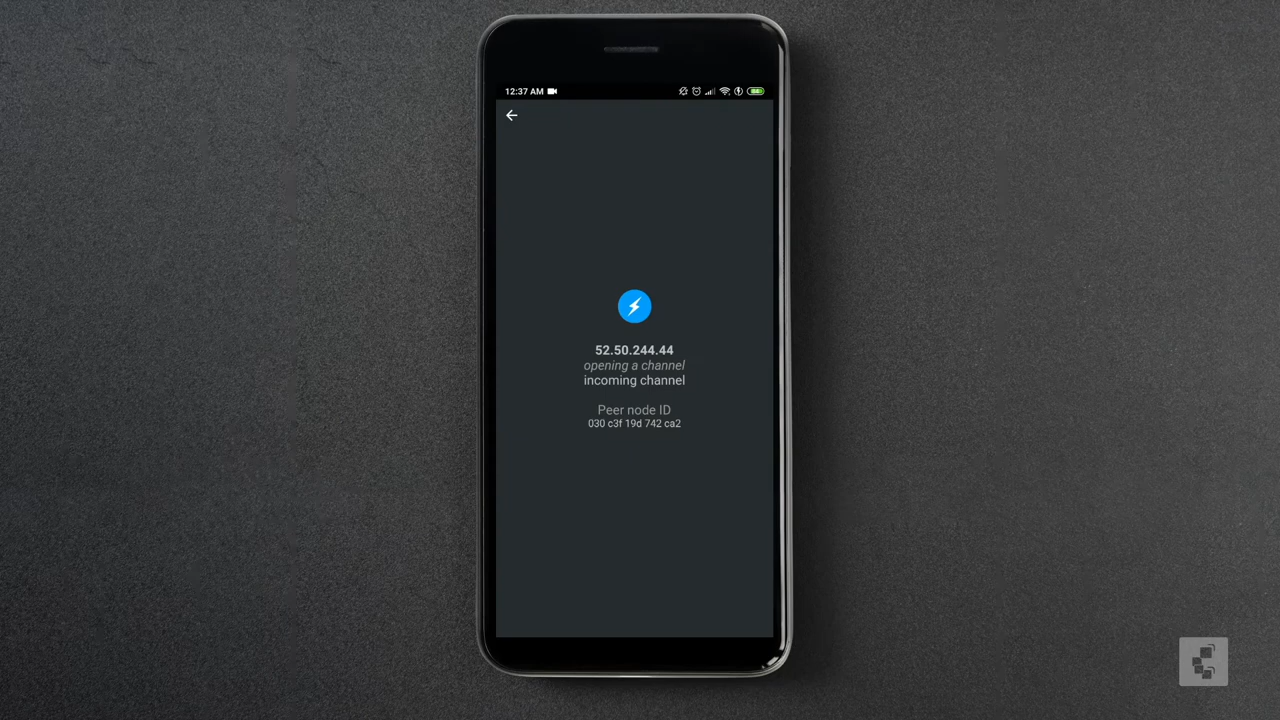 12:37 AM
52.50.244.44
opening a channel
incoming channel
Peer node ID
030 c3f 19d 742 ca2